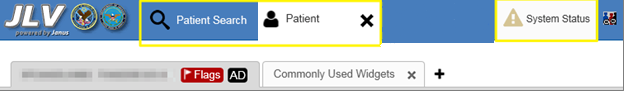 JLV
powered by Janus
Patient Search
Patient
System Status
Flags
AD
Commonly Used Widgets